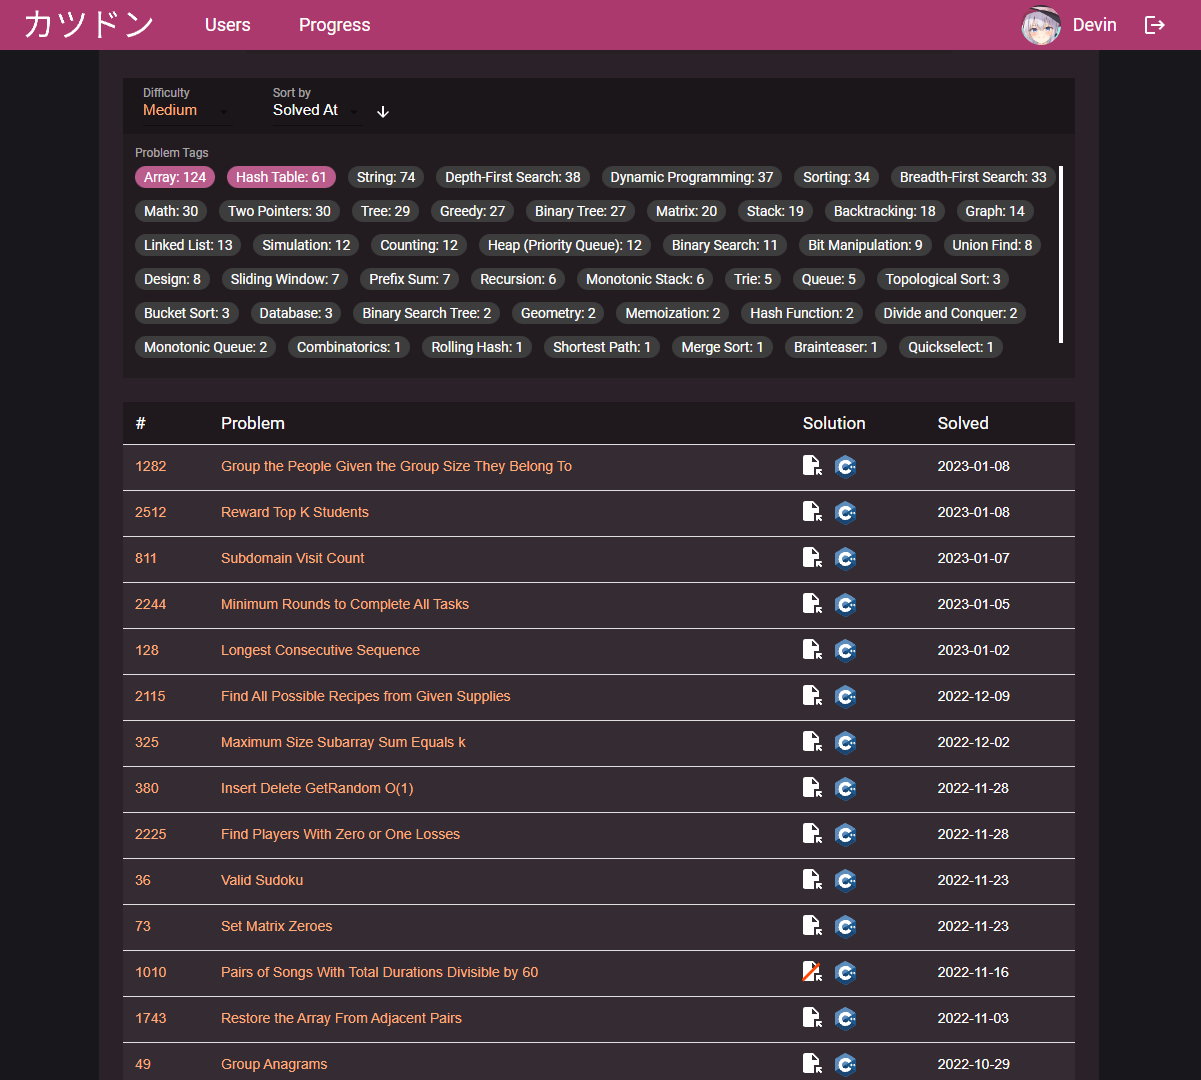 カツドン Users Progress Devin
Difficulty Sort by
Medium Solved At
Problem Tags
Array: 124 Hash Table: 61 String: 74 Depth-First Search: 38 Dynamic Programming: 37 Sorting: 34 Breadth-First Search: 33
Math: 30 Two Pointers: 30 Tree: 29 Greedy: 27 Binary Tree: 27 Matrix: 20 Stack: 19 Backtracking: 18 Graph: 14
Linked List: 13 Simulation: 12 Counting: 12 Heap (Priority Queue): 12 Binary Search: 11 Bit Manipulation: 9 Union Find: 8
Design: 8 Sliding Window: 7 Prefix Sum: 7 Recursion: 6 Monotonic Stack: 6 Trie: 5 Queue: 5 Topological Sort: 3
Bucket Sort: 3 Database: 3 Binary Search Tree: 2 Geometry: 2 Memoization: 2 Hash Function: 2 Divide and Conquer: 2
Monotonic Queue: 2 Combinatorics: 1 Rolling Hash: 1 Shortest Path: 1 Merge Sort: 1 Brainteaser: 1 Quickselect: 1
# Problem Solution Solved
1282 Group the People Given the Group Size They Belong To C++ 2023-01-08
2512 Reward Top K Students C++ 2023-01-08
811 Subdomain Visit Count C++ 2023-01-07
2244 Minimum Rounds to Complete All Tasks C++ 2023-01-05
128 Longest Consecutive Sequence C++ 2023-01-02
2115 Find All Possible Recipes from Given Supplies C++ 2022-12-09
325 Maximum Size Subarray Sum Equals k C++ 2022-12-02
380 Insert Delete GetRandom O(1) C++ 2022-11-28
2225 Find Players With Zero or One Losses C++ 2022-11-28
36 Valid Sudoku C++ 2022-11-23
73 Set Matrix Zeroes C++ 2022-11-23
1010 Pairs of Songs With Total Durations Divisible by 60 C++ 2022-11-16
1743 Restore the Array From Adjacent Pairs C++ 2022-11-03
49 Group Anagrams C++ 2022-10-29